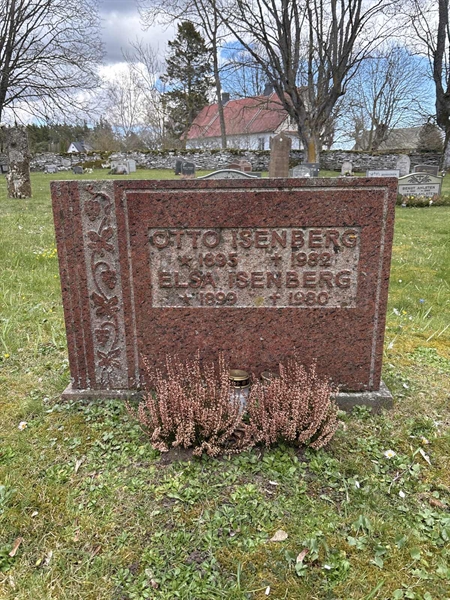 OTTO ISENBERG
* 1895 + 1982
ELSA ISENBERG
* 1899 + 1980